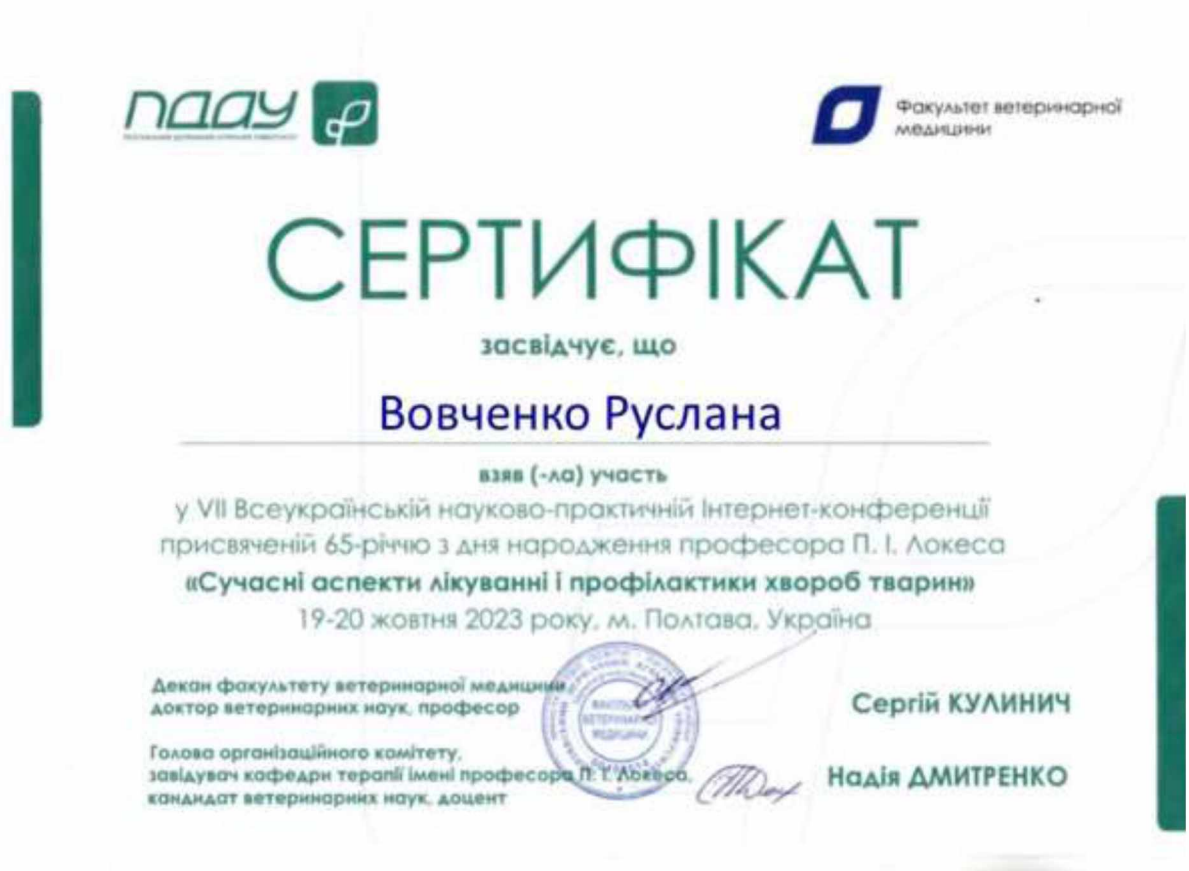 ПДАУ
Факультет ветеринарної
медицини
СЕРТИФІКАТ
засвідчує, що
Вовченко Руслана
взяв (-ла) участь
у VII Всеукраїнській науково-практичній Інтернет-конференції
присвяченій 65-річчю з дня народження професора П. І. Локеса
«Сучасні аспекти лікуванні і профілактики хвороб тварин»
19-20 жовтня 2023 року, м. Полтава, Україна
Декан факультету ветеринарної медицини
доктор ветеринарних наук, професор
Сергій КУЛИНИЧ
Голова організаційного комітету,
завідувач кафедри терапії імені професора П. І. Локеса,
кандидат ветеринарних наук, доцент
Надія ДМИТРЕНКО
ВЕТЕРИНАРНОЇ
МЕДИЦИНИ